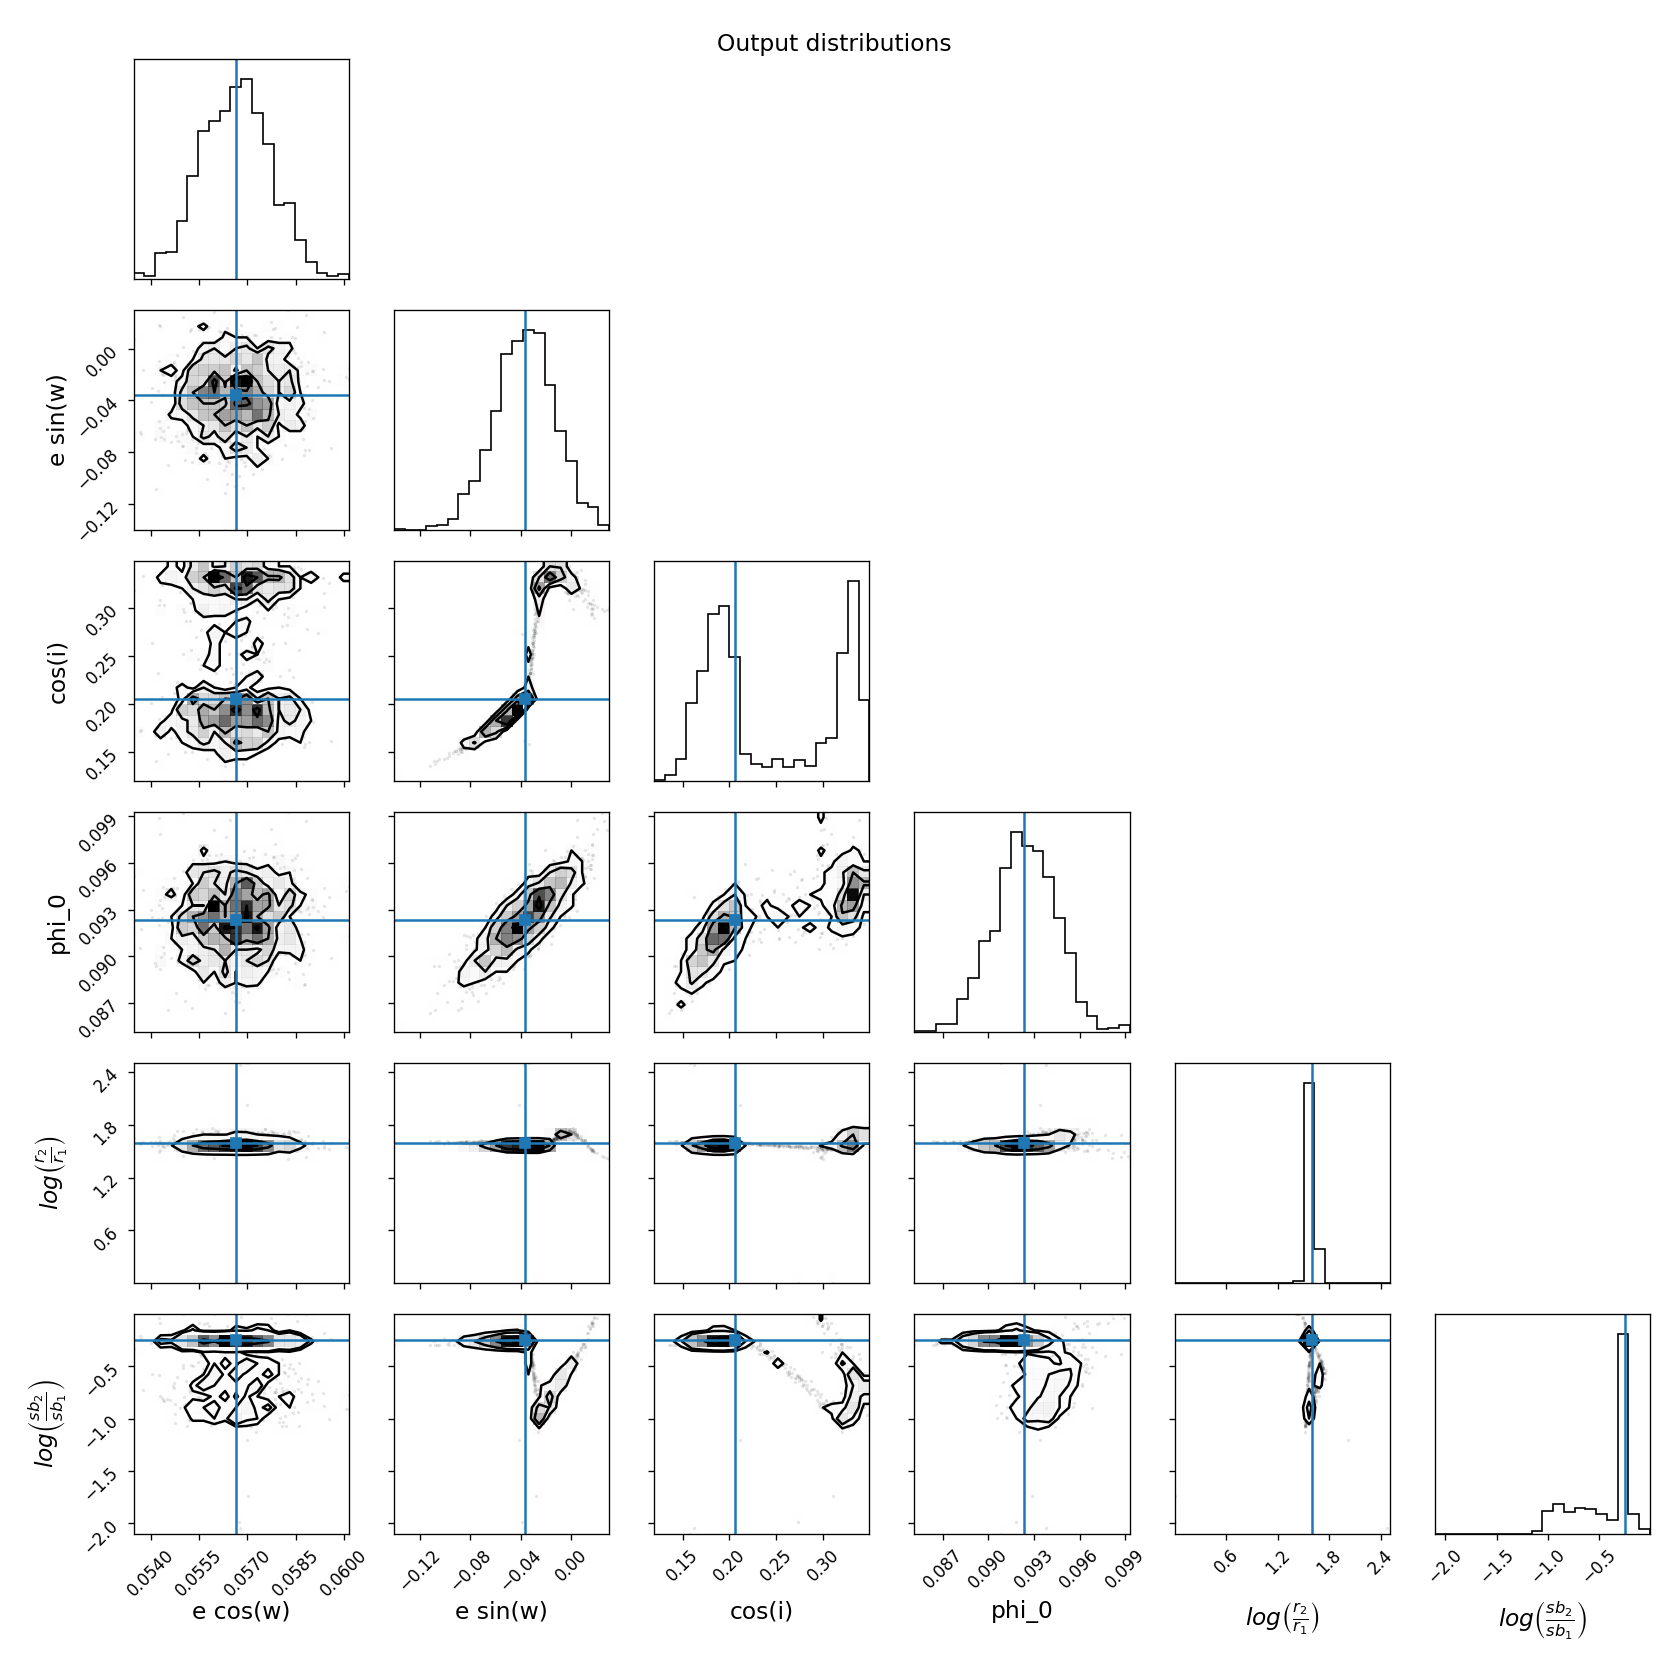 Output distributions
e sin(w)
0.00
−0.04
−0.08
−0.12
cos(i)
0.30
0.25
0.20
0.15
phi_0
0.099
0.096
0.093
0.090
0.087
log(r2/r1)
2.4
1.8
1.2
0.6
log(sb2/sb1)
−0.5
−1.0
−1.5
−2.0
0.0540 0.0555 0.0570 0.0585 0.0600
−0.12 −0.08 −0.04 0.00
0.15 0.20 0.25 0.30
0.087 0.090 0.093 0.096 0.099
0.6 1.2 1.8 2.4
−2.0 −1.5 −1.0 −0.5
e cos(w) e sin(w) cos(i) phi_0 log(r2/r1) log(sb2/sb1)